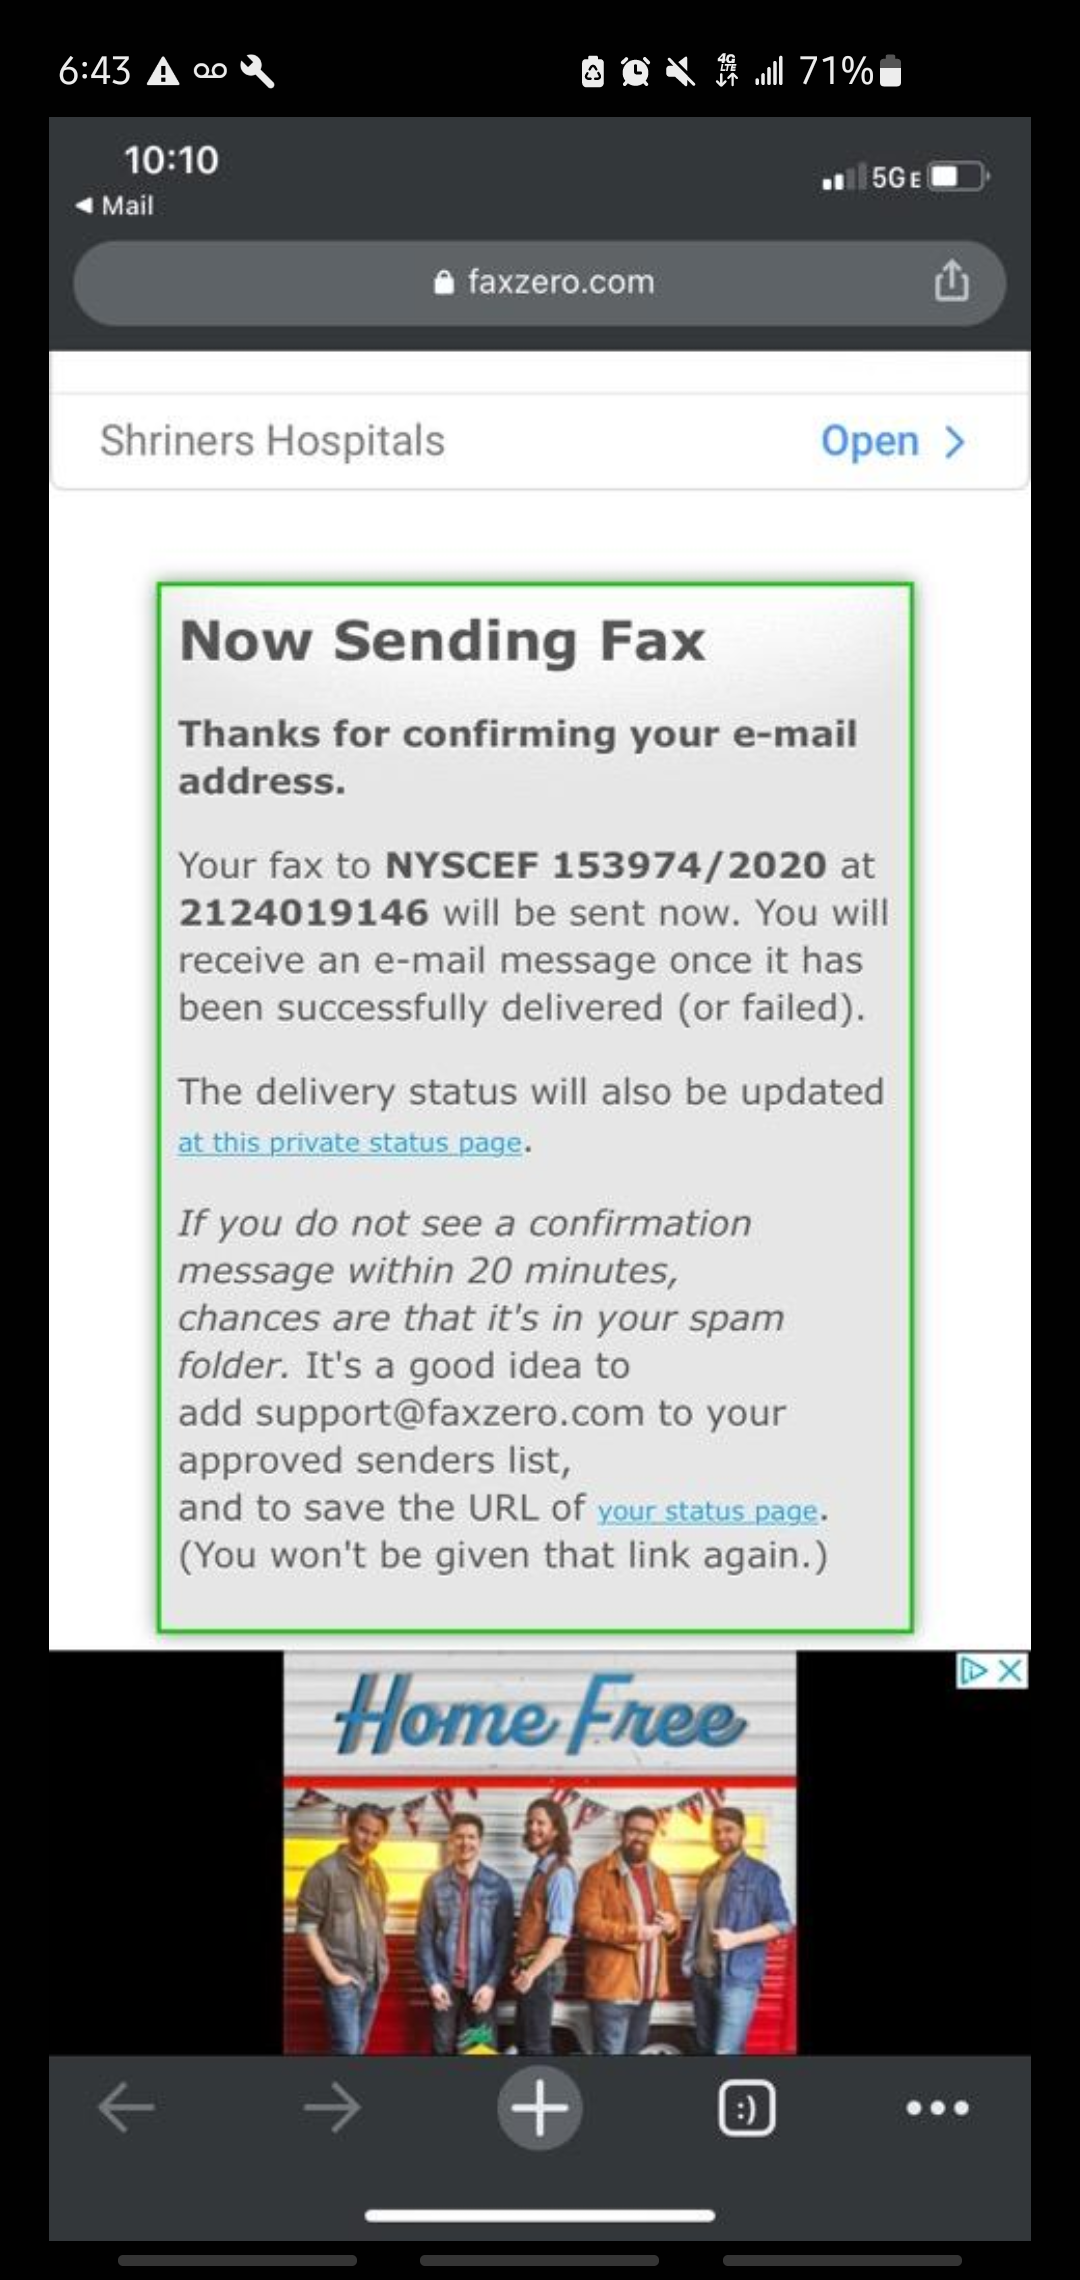 6:43
4G LTE
71%
10:10
5GE
Mail
faxzero.com
Shriners Hospitals
Open
Now Sending Fax
Thanks for confirming your e-mail
address.
Your fax to NYSCEF 153974/2020 at
2124019146 will be sent now. You will
receive an e-mail message once it has
been successfully delivered (or failed).
The delivery status will also be updated
at this private status page.
If you do not see a confirmation
message within 20 minutes,
chances are that it's in your spam
folder. It's a good idea to
add support@faxzero.com to your
approved senders list,
and to save the URL of your status page.
(You won't be given that link again.)
Home Free
:)